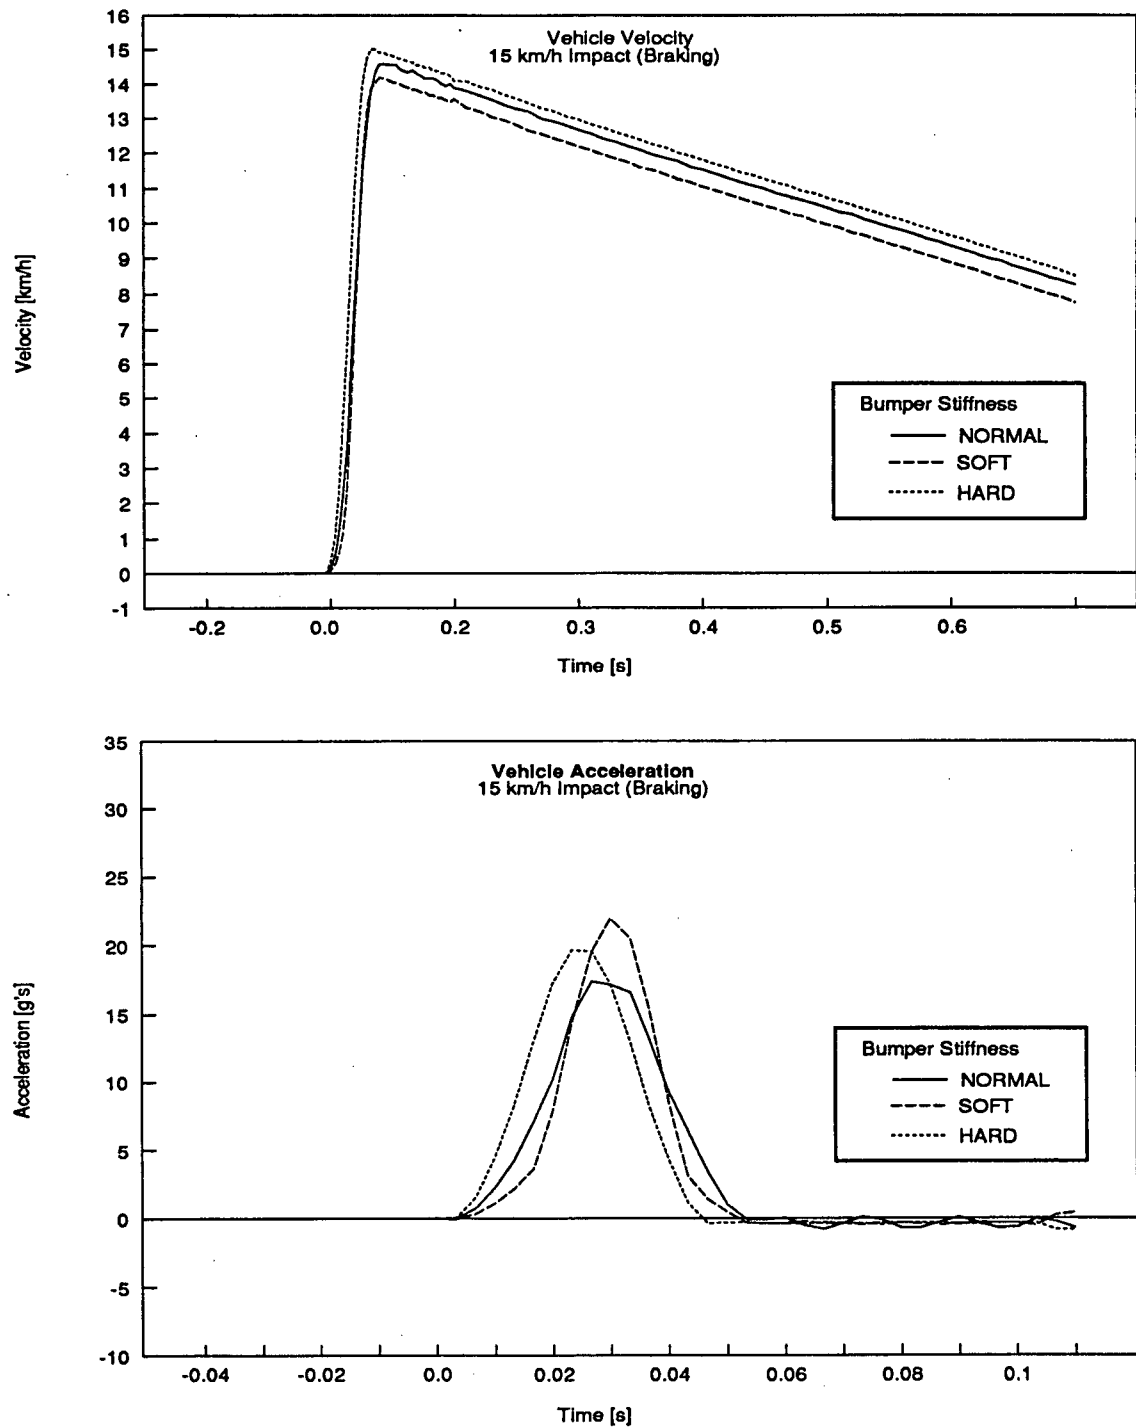 Vehicle Velocity
15 km/h Impact (Braking)
16
15
14
13
12
11
10
9
8
7
6
5
4
3
2
1
0
-1
Velocity [km/h]
Bumper Stiffness
NORMAL
SOFT
HARD
-0.2 0.0 0.2 0.3 0.4 0.5 0.6
Time [s]
Vehicle Acceleration
15 km/h Impact (Braking)
35
30
25
20
15
10
5
0
-5
-10
Acceleration [g's]
Bumper Stiffness
NORMAL
SOFT
HARD
-0.04 -0.02 0.0 0.02 0.04 0.06 0.08 0.1
Time [s]